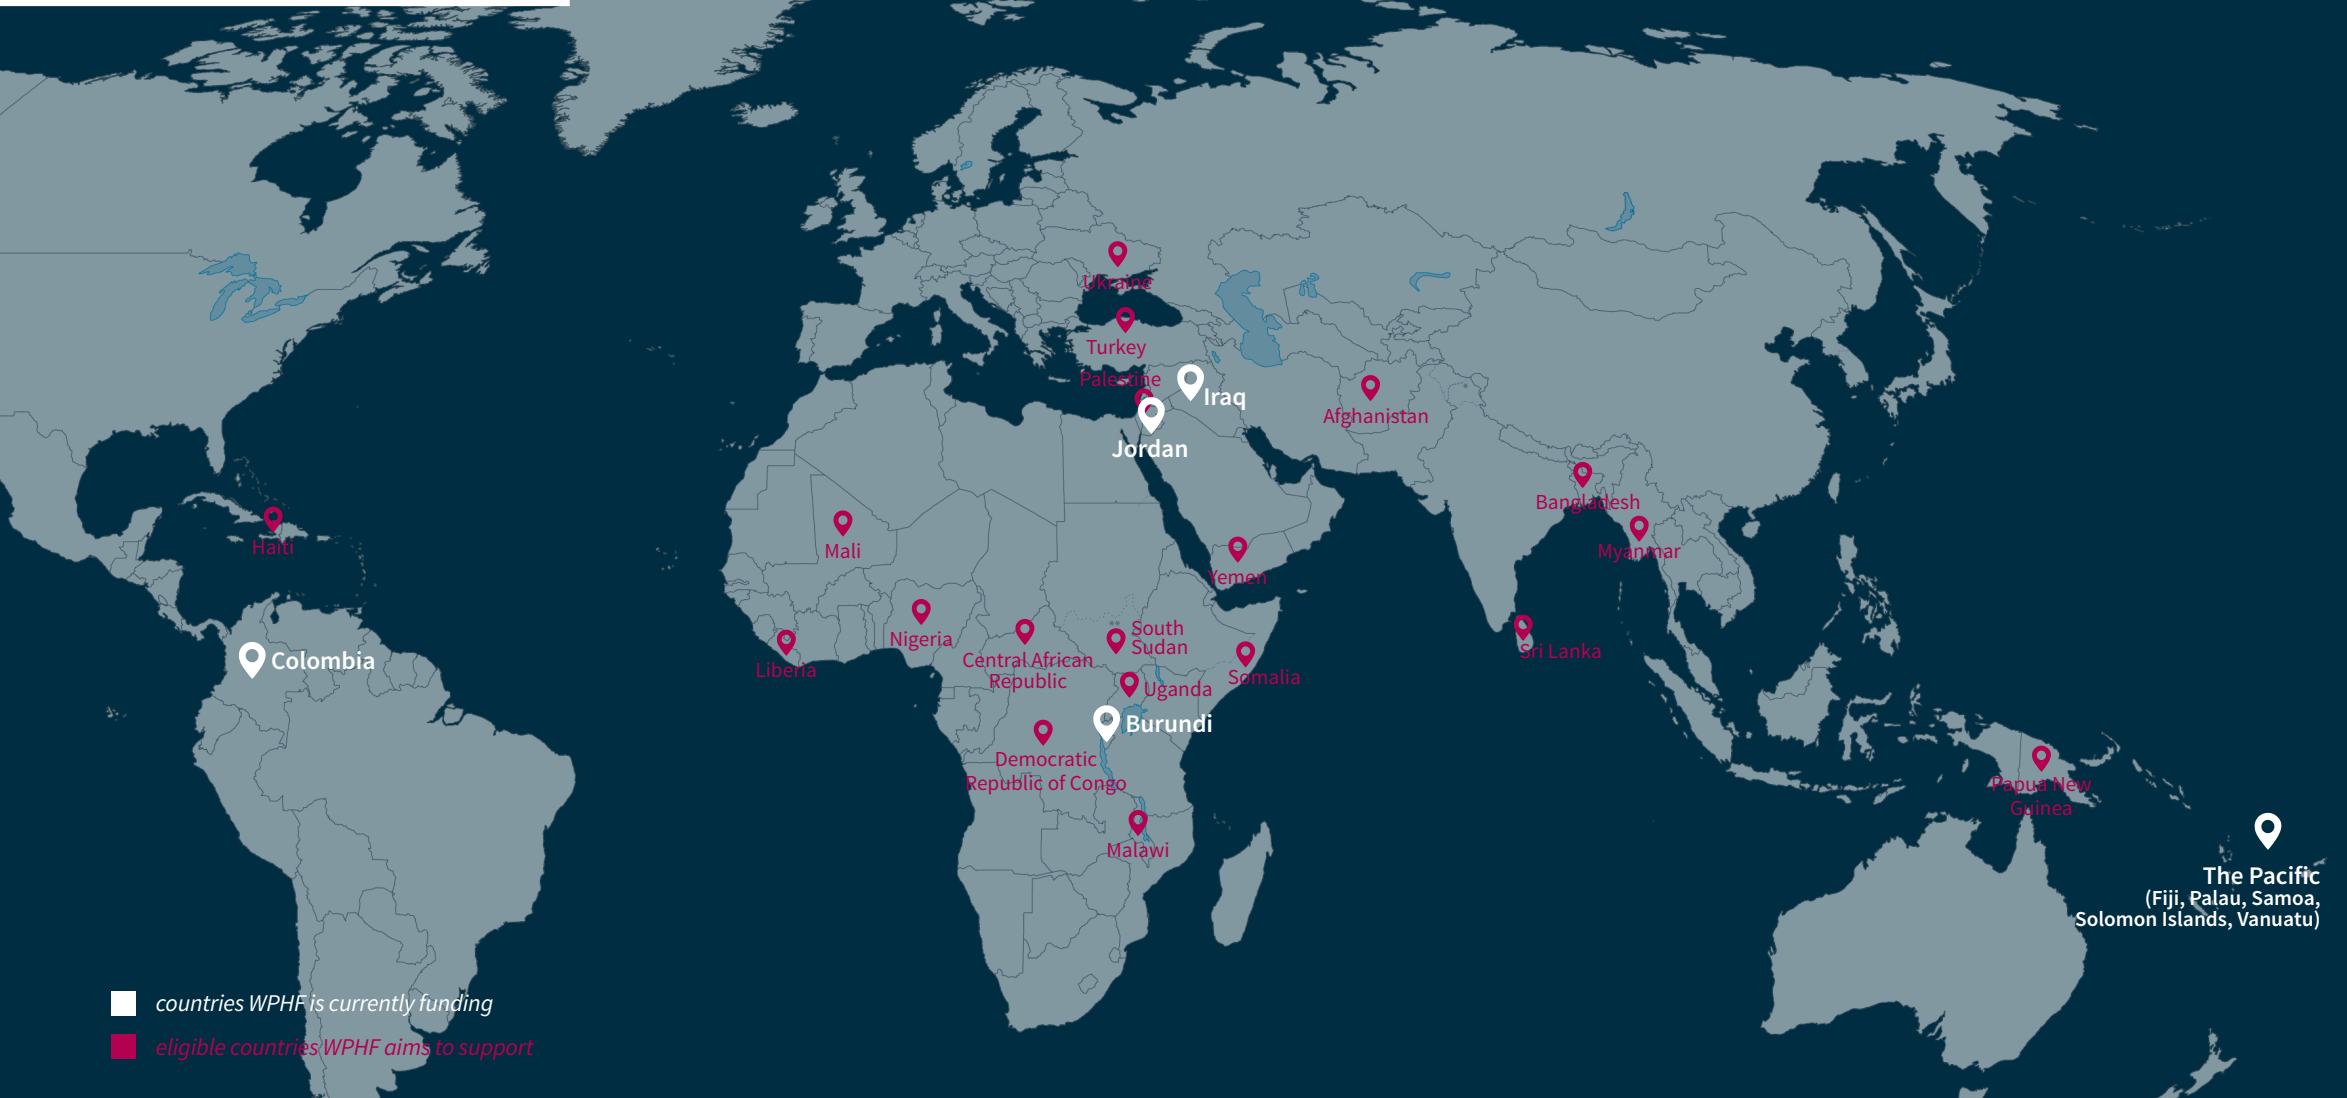 Ukraine
Turkey
Palestine
Iraq
Afghanistan
Jordan
Bangladesh
Haiti
Mali
Myanmar
Yemen
South
Sudan
Nigeria
Sri Lanka
Colombia
Liberia
Central African
Republic
Somalia
Uganda
Burundi
Democratic
Republic of Congo
Papua New
Guinea
Malawi
The Pacific
(Fiji, Palau, Samoa,
Solomon Islands, Vanuatu)
countries WPHF is currently funding
eligible countries WPHF aims to support